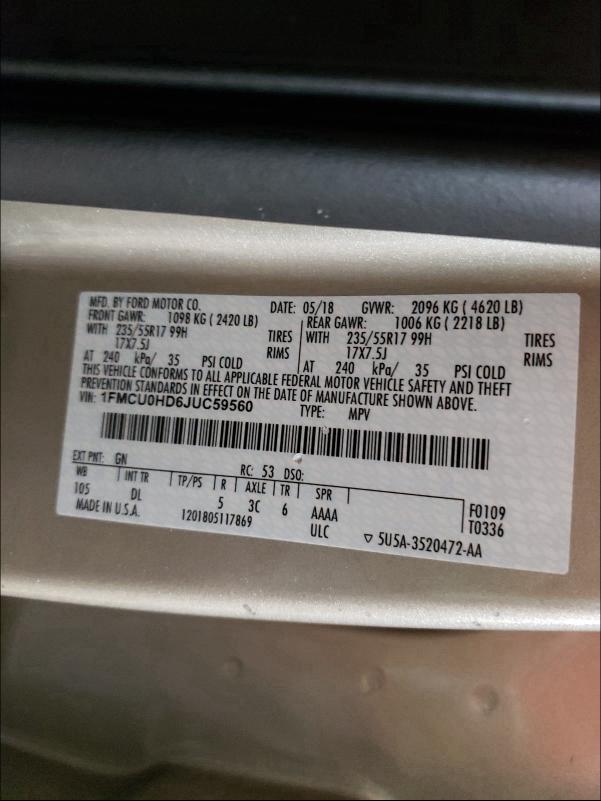 MFD. BY FORD MOTOR CO.
DATE: 05/18 GVWR: 2096 KG ( 4620 LB)
FRONT GAWR: 1098 KG ( 2420 LB)
WITH 235/55R17 99H TIRES
17X7.5J RIMS
AT 240 kPa/ 35 PSI COLD
REAR GAWR: 1006 KG ( 2218 LB)
WITH 235/55R17 99H TIRES
17X7.5J RIMS
AT 240 kPa/ 35 PSI COLD
THIS VEHICLE CONFORMS TO ALL APPLICABLE FEDERAL MOTOR VEHICLE SAFETY AND THEFT
PREVENTION STANDARDS IN EFFECT ON THE DATE OF MANUFACTURE SHOWN ABOVE.
VIN: 1FMCU0HD6JUC59560 TYPE: MPV
EXT PNT: GN RC: 53 DSO:
WB INT TR TP/PS R AXLE TR SPR
105 DL 5 3C 6 AAAA F0109
MADE IN U.S.A. 1201805117869 ULC T0336
▽ 5U5A-3520472-AA